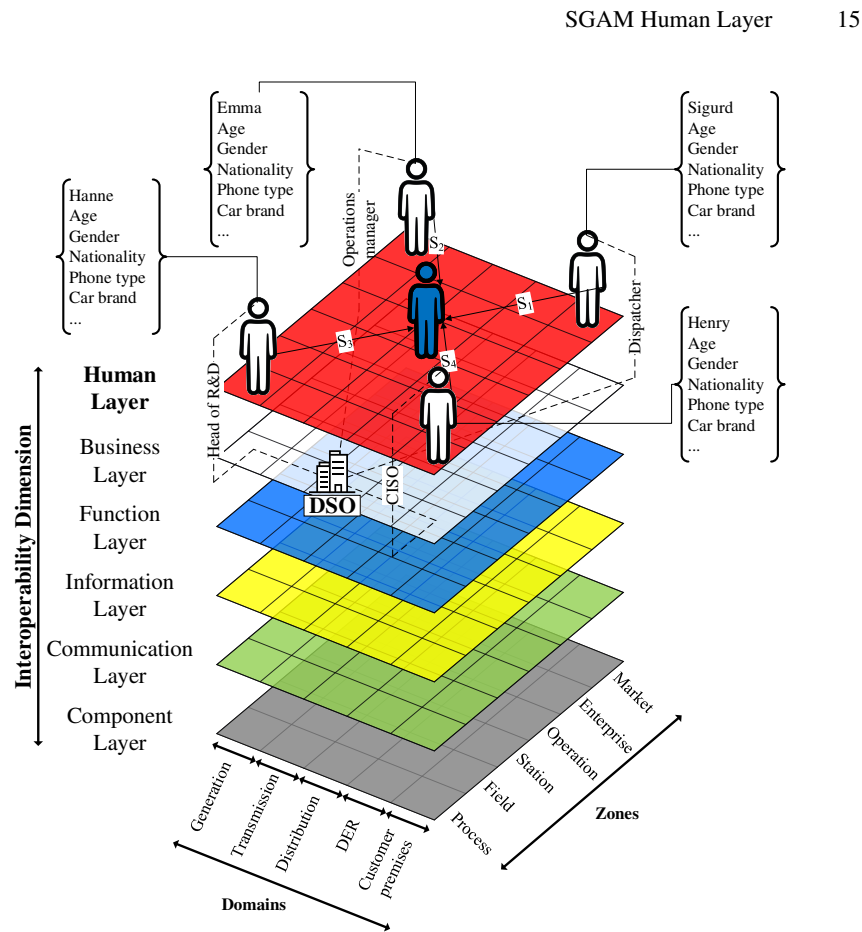 SGAM Human Layer 15
Emma
Age
Gender
Nationality
Phone type
Car brand
...
Sigurd
Age
Gender
Nationality
Phone type
Car brand
...
Hanne
Age
Gender
Nationality
Phone type
Car brand
...
Henry
Age
Gender
Nationality
Phone type
Car brand
...
Operations
manager
Dispatcher
Head of R&D
CISO
S2
S1
S3
S4
DSO
Interoperability Dimension
Human
Layer
Business
Layer
Function
Layer
Information
Layer
Communication
Layer
Component
Layer
Generation
Transmission
Distribution
DER
Customer
premises
Domains
Process
Field
Station
Operation
Enterprise
Market
Zones